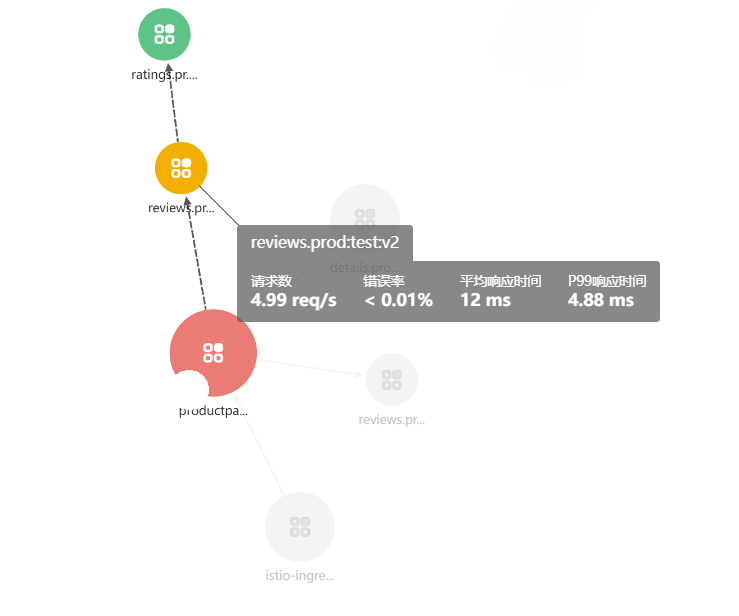 ratings.pr....
reviews.pr...
reviews.prod:test:v2
details.pro...
请求数 错误率 平均响应时间 P99响应时间
4.99 req/s < 0.01% 12 ms 4.88 ms
productpa...
reviews.pr...
istio-ingre...